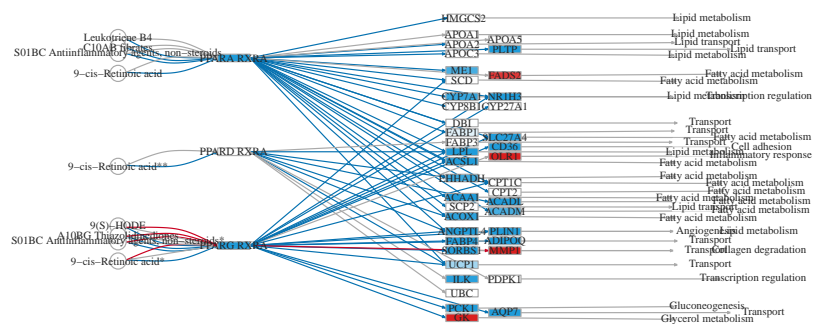 HMGCS2 Lipid metabolism
Leukotriene B4
C10AB fibrates
S01BC Antiinflammatory agents, non-steroids
9-cis-Retinoic acid
PPARA RXRA
APOA1 Lipid metabolism
APOA2 APOA5 Lipid transport
APOC3 PLTP Lipid transport
Lipid metabolism
ME1 FADS2 Fatty acid metabolism
SCD Fatty acid metabolism
CYP7A1 NR1H3 Lipid metabolism Transcription regulation
CYP8B1 CYP27A1
DBI Transport
FABP1 Transport
SLC27A4 Fatty acid metabolism
FABP3 Transport
CD36 Cell adhesion
LPL Lipid metabolism
OLR1 Inflammatory response
ACSL1 Fatty acid metabolism
PPARD RXRA
9-cis-Retinoic acid**
EHHADH Fatty acid metabolism
CPT1C Fatty acid metabolism
CPT2 Fatty acid metabolism
ACAA1 Fatty acid metabolism
ACADL Fatty acid metabolism
SCP2 Lipid transport
ACADM Fatty acid metabolism
ACOX1 Fatty acid metabolism
9(S)-HODE
A10BG Thiazolidinediones
S01BC Antiinflammatory agents, non-steroids*
9-cis-Retinoic acid*
PPARG RXRA
ANGPTL4 PLIN1 Angiogenesis Lipid metabolism
FABP4 ADIPOQ Transport
SORBS1 MMP1 Transport Collagen degradation
UCP1 Transport
ILK PDPK1 Transcription regulation
UBC
PCK1 Gluconeogenesis
AQP7 Transport
GK Glycerol metabolism